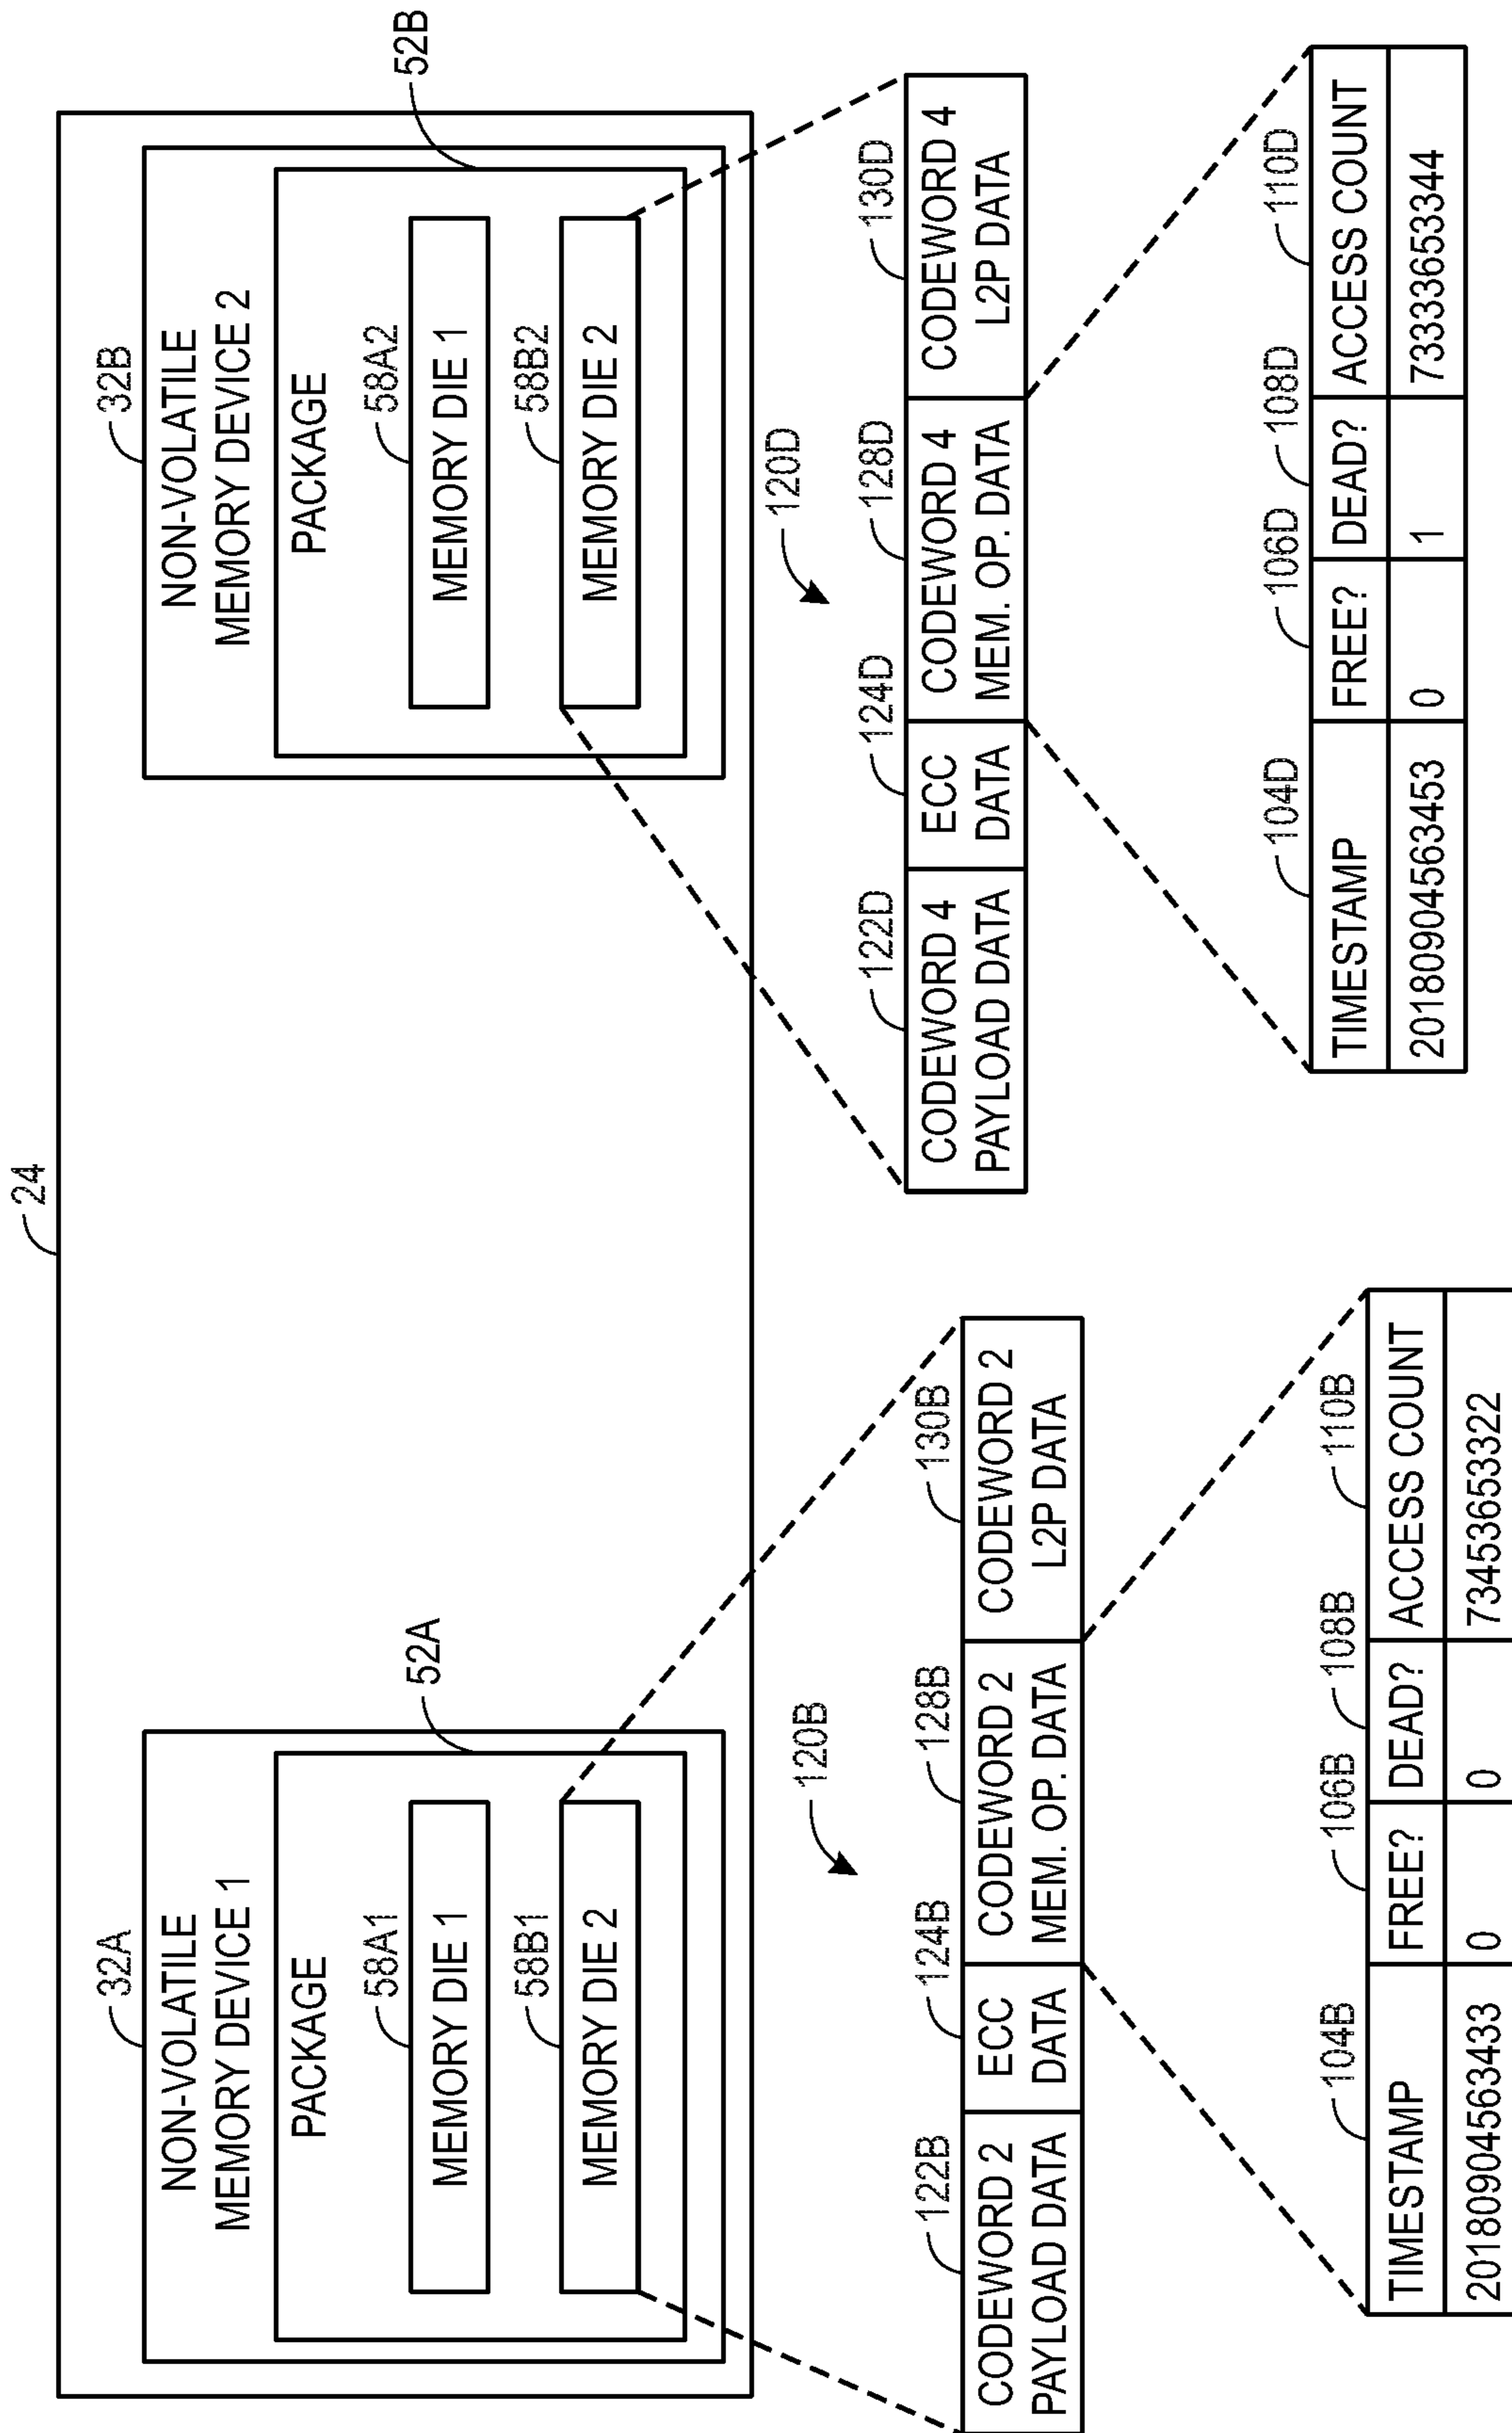 24
32A
NON-VOLATILE
MEMORY DEVICE 1
PACKAGE
52A
58A1
MEMORY DIE 1
58B1
MEMORY DIE 2
32B
NON-VOLATILE
MEMORY DEVICE 2
PACKAGE
52B
58A2
MEMORY DIE 1
58B2
MEMORY DIE 2
120B
122B
124B
128B
130B
CODEWORD 2
PAYLOAD DATA
ECC
DATA
CODEWORD 2
MEM. OP. DATA
CODEWORD 2
L2P DATA
104B
106B
108B
110B
TIMESTAMP
FREE?
DEAD?
ACCESS COUNT
2018090456343​3
0
0
73453653322
120D
122D
124D
128D
130D
CODEWORD 4
PAYLOAD DATA
ECC
DATA
CODEWORD 4
MEM. OP. DATA
CODEWORD 4
L2P DATA
104D
106D
108D
110D
TIMESTAMP
FREE?
DEAD?
ACCESS COUNT
20180904563453
0
1
73333653344